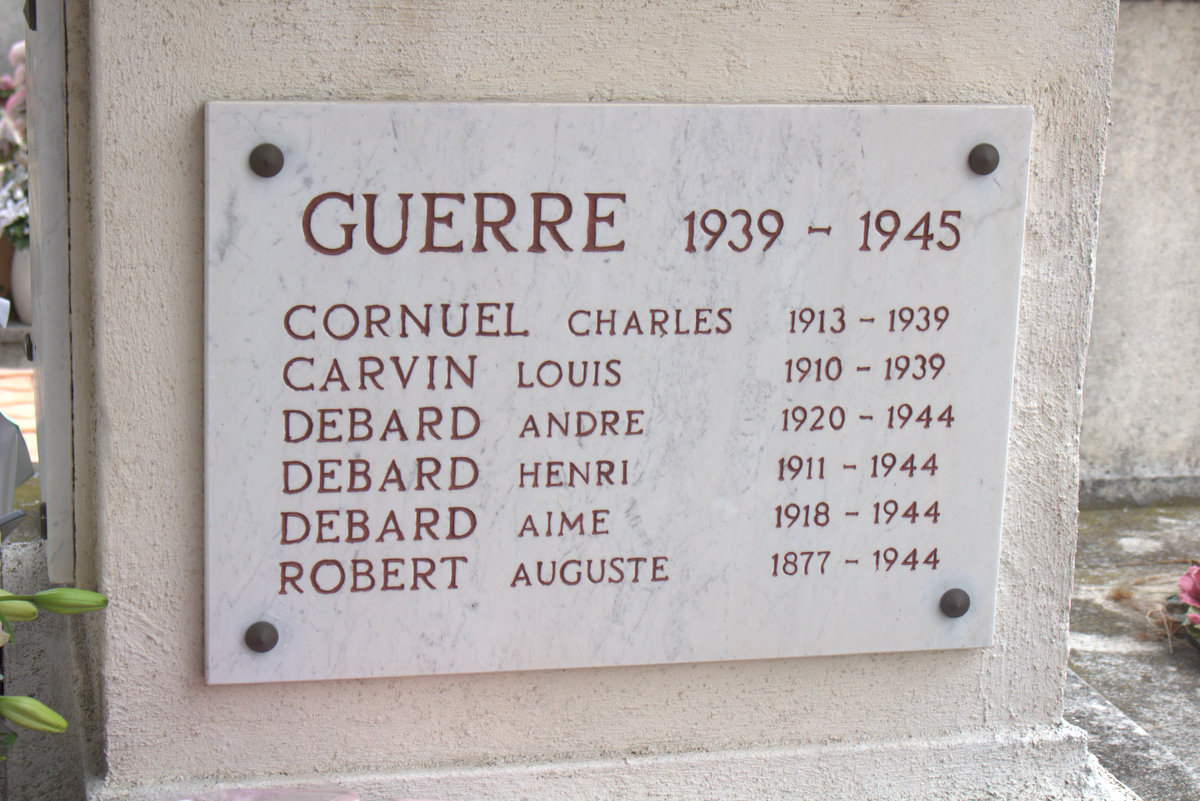 GUERRE 1939 - 1945
CORNUEL CHARLES 1913 - 1939
CARVIN LOUIS 1910 - 1939
DEBARD ANDRE 1920 - 1944
DEBARD HENRI 1911 - 1944
DEBARD AIME 1918 - 1944
ROBERT AUGUSTE 1877 - 1944